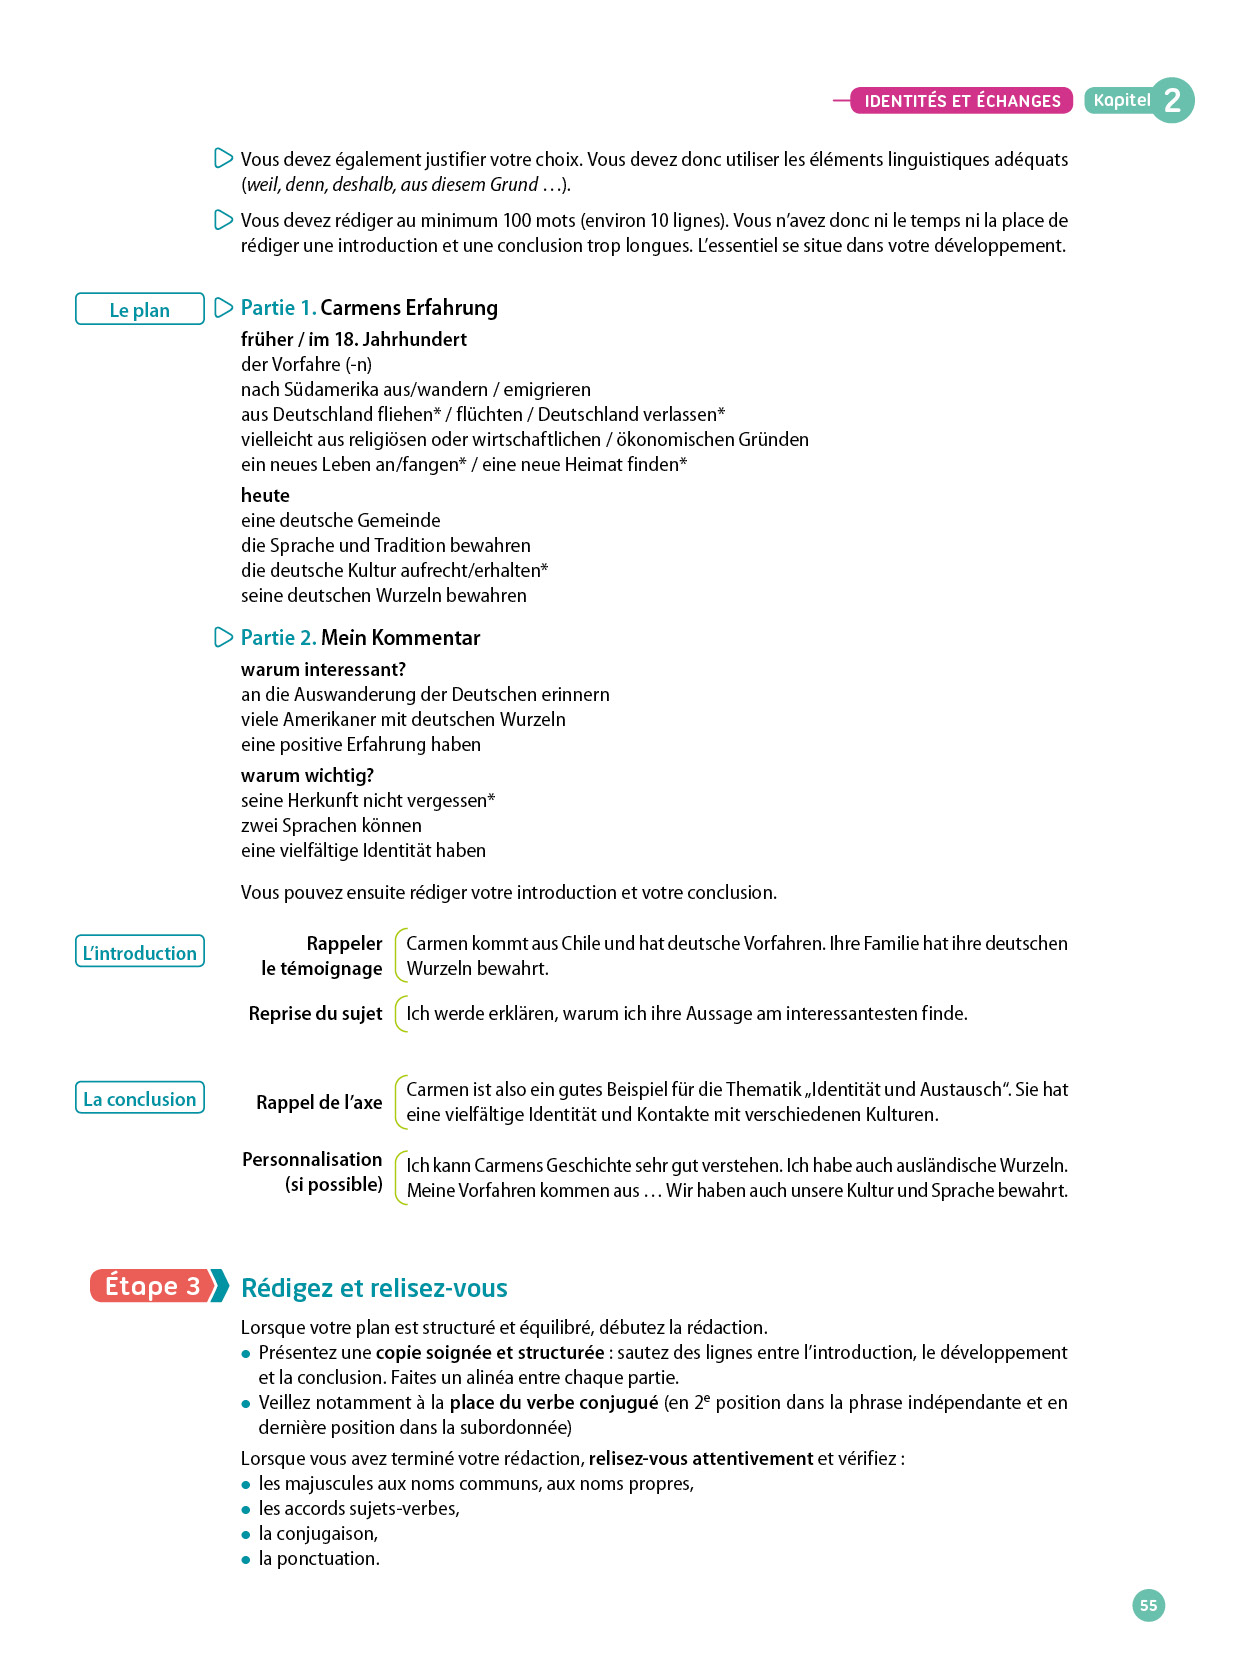 IDENTITÉS ET ÉCHANGES Kapitel 2
Vous devez également justifier votre choix. Vous devez donc utiliser les éléments linguistiques adéquats
(weil, denn, deshalb, aus diesem Grund …).
Vous devez rédiger au minimum 100 mots (environ 10 lignes). Vous n’avez donc ni le temps ni la place de
rédiger une introduction et une conclusion trop longues. L’essentiel se situe dans votre développement.
Le plan
Partie 1. Carmens Erfahrung
früher / im 18. Jahrhundert
der Vorfahre (-n)
nach Südamerika aus/wandern / emigrieren
aus Deutschland fliehen* / flüchten / Deutschland verlassen*
vielleicht aus religiösen oder wirtschaftlichen / ökonomischen Gründen
ein neues Leben an/fangen* / eine neue Heimat finden*
heute
eine deutsche Gemeinde
die Sprache und Tradition bewahren
die deutsche Kultur aufrecht/erhalten*
seine deutschen Wurzeln bewahren
Partie 2. Mein Kommentar
warum interessant?
an die Auswanderung der Deutschen erinnern
viele Amerikaner mit deutschen Wurzeln
eine positive Erfahrung haben
warum wichtig?
seine Herkunft nicht vergessen*
zwei Sprachen können
eine vielfältige Identität haben
Vous pouvez ensuite rédiger votre introduction et votre conclusion.
L’introduction
Rappeler
le témoignage
Carmen kommt aus Chile und hat deutsche Vorfahren. Ihre Familie hat ihre deutschen
Wurzeln bewahrt.
Reprise du sujet
Ich werde erklären, warum ich ihre Aussage am interessantesten finde.
La conclusion
Rappel de l’axe
Carmen ist also ein gutes Beispiel für die Thematik „Identität und Austausch“. Sie hat
eine vielfältige Identität und Kontakte mit verschiedenen Kulturen.
Personnalisation
(si possible)
Ich kann Carmens Geschichte sehr gut verstehen. Ich habe auch ausländische Wurzeln.
Meine Vorfahren kommen aus … Wir haben auch unsere Kultur und Sprache bewahrt.
Étape 3 Rédigez et relisez-vous
Lorsque votre plan est structuré et équilibré, débutez la rédaction.
• Présentez une copie soignée et structurée : sautez des lignes entre l’introduction, le développement
et la conclusion. Faites un alinéa entre chaque partie.
• Veillez notamment à la place du verbe conjugué (en 2e position dans la phrase indépendante et en
dernière position dans la subordonnée)
Lorsque vous avez terminé votre rédaction, relisez-vous attentivement et vérifiez :
• les majuscules aux noms communs, aux noms propres,
• les accords sujets-verbes,
• la conjugaison,
• la ponctuation.
55